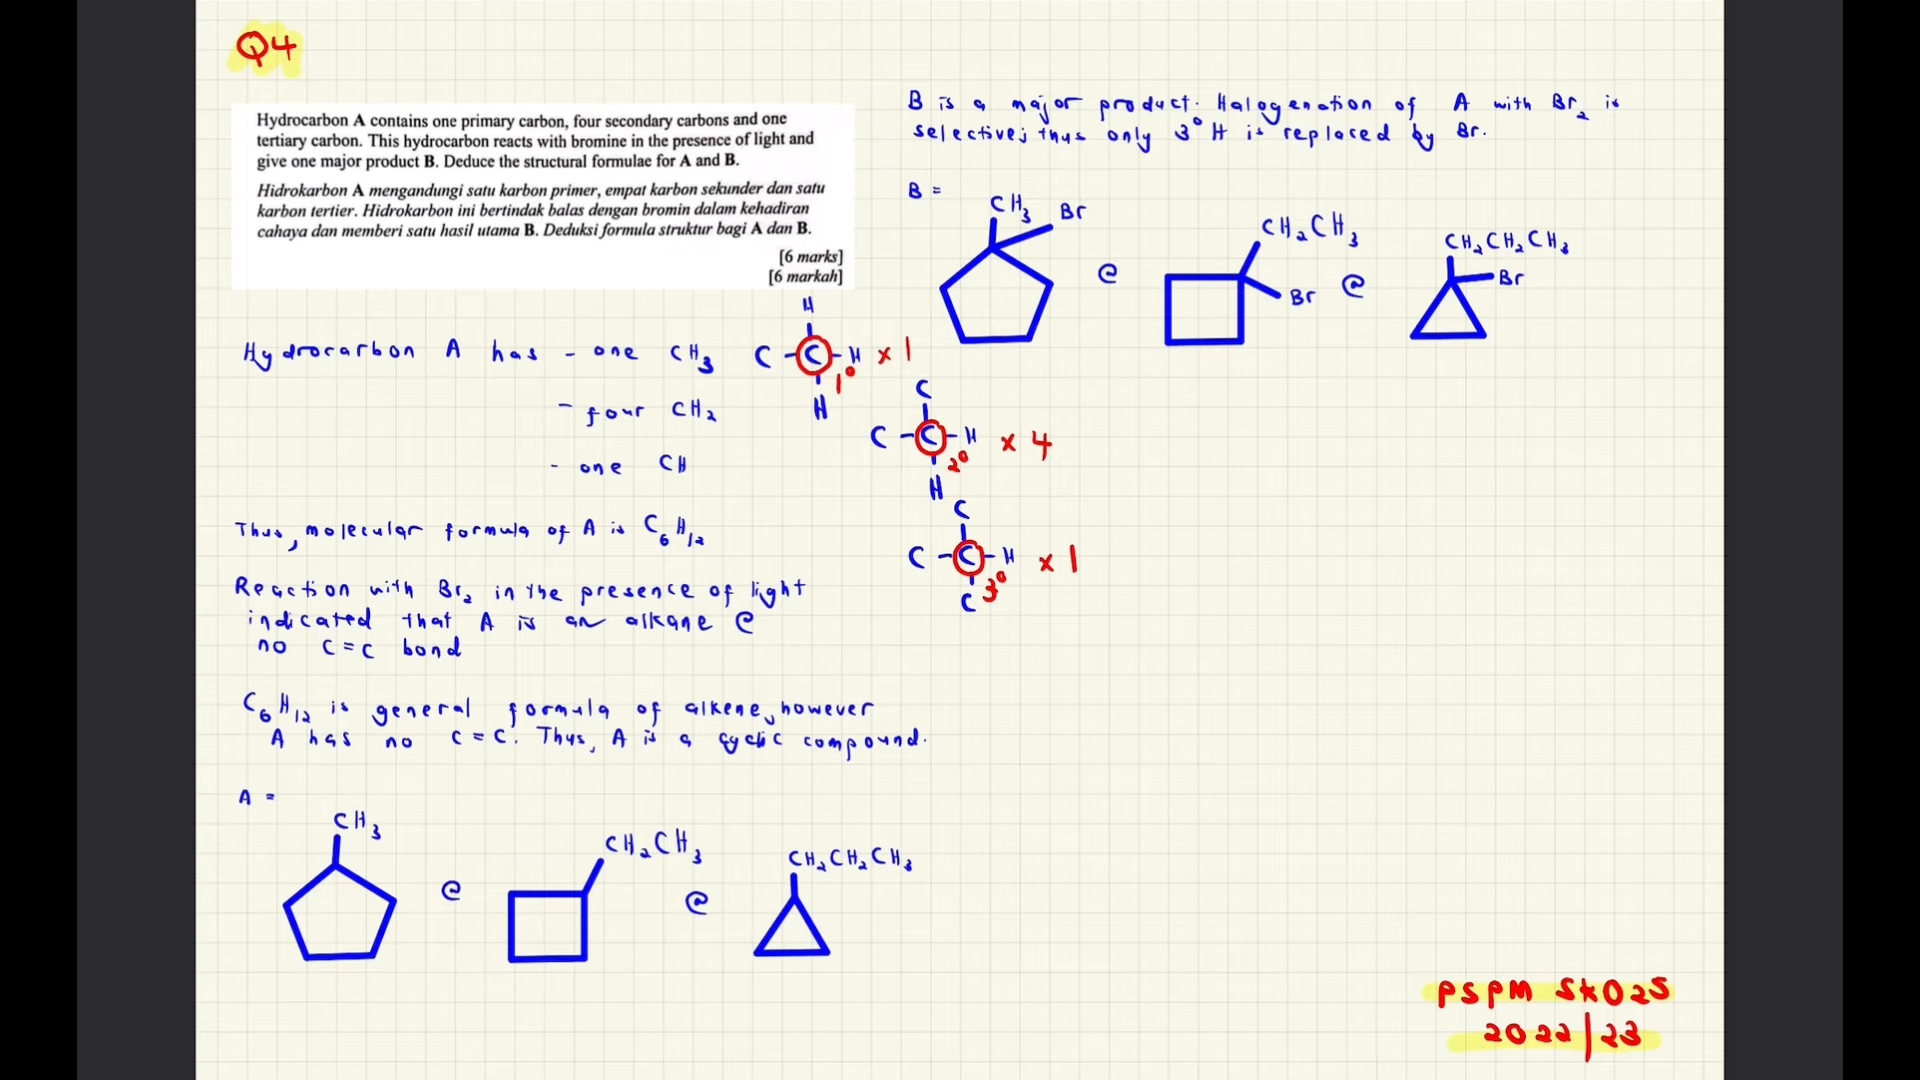 Q4
Hydrocarbon A contains one primary carbon, four secondary carbons and one
tertiary carbon. This hydrocarbon reacts with bromine in the presence of light and
give one major product B. Deduce the structural formulae for A and B.
Hidrokarbon A mengandungi satu karbon primer, empat karbon sekunder dan satu
karbon tertier. Hidrokarbon ini bertindak balas dengan bromin dalam kehadiran
cahaya dan memberi satu hasil utama B. Deduksi formula struktur bagi A dan B.
[6 marks]
[6 markah]
Hydrocarbon A has - one CH3
- four CH2
- one CH
H
C - C - H x 1
1°
H
C
C - C - H x 4
2°
H
C
C - C - H x 1
3°
C
Thus, molecular formula of A is C6H12
Reaction with Br2 in the presence of light
indicated that A is an alkane @
no C=C bond
C6H12 is general formula of alkene, however
A has no C=C. Thus, A is a cyclic compound.
A =
CH3
@
CH2CH3
@
CH2CH2CH3
B is a major product. Halogenation of A with Br2 is
selective; thus only 3° H is replaced by Br.
B =
CH3
Br
@
CH2CH3
Br
@
CH2CH2CH3
Br
PSPM SK025
2022/23